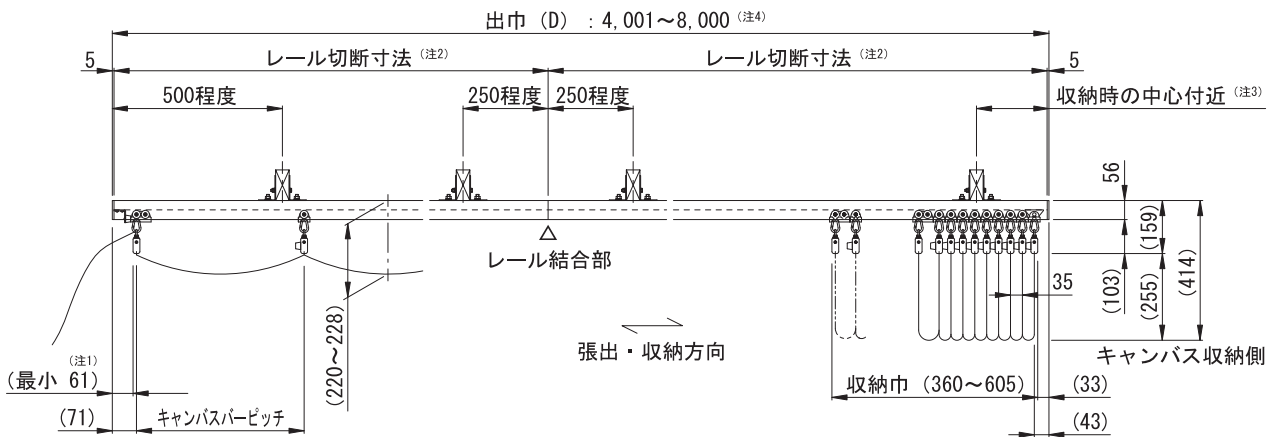 出巾 (D) : 4,001～8,000 (注4)
5
レール切断寸法 (注2)
レール切断寸法 (注2)
5
500程度
250程度
250程度
収納時の中心付近 (注3)
56
(159)
レール結合部
(103)
(255)
(414)
35
(220～228)
張出・収納方向
キャンバス収納側
(注1)
(最小 61)
収納巾 (360～605)
(33)
(71)
キャンバスバーピッチ
(43)